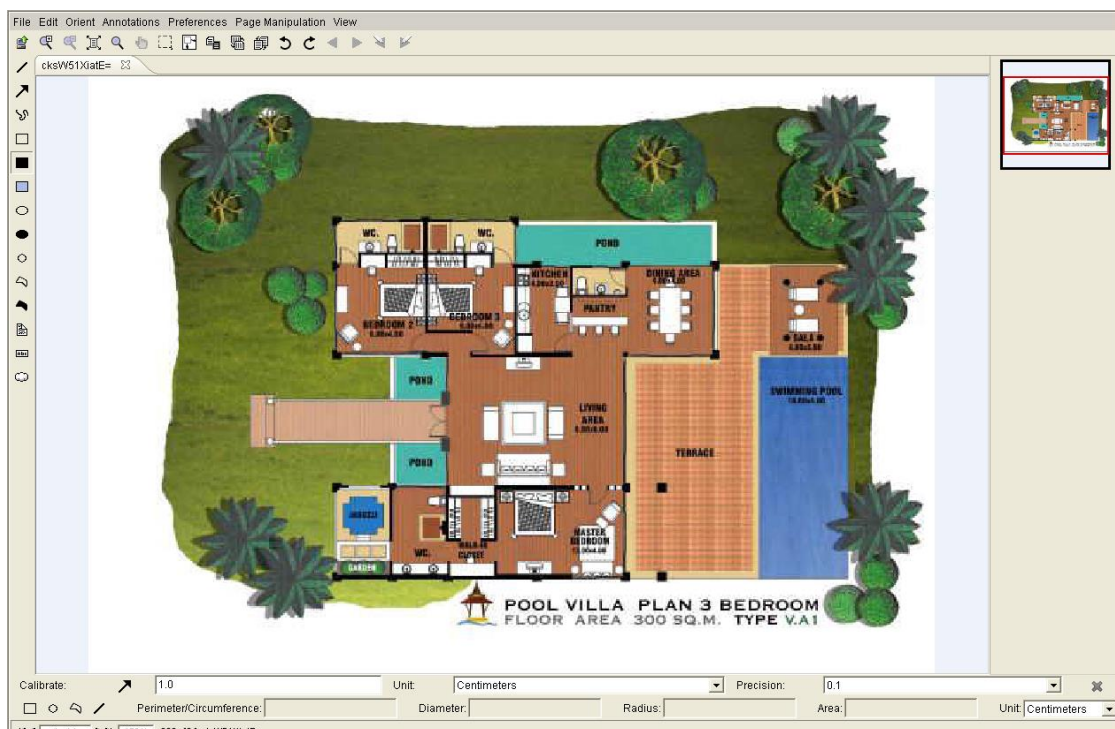 File Edit Orient Annotations Preferences Page Manipulation View
cksW51XiatE=
WC. WC.
POND
KITCHEN
DINING AREA
PANTRY
BEDROOM 2
BEDROOM 3
SALA
POND
LIVING
AREA
SWIMMING POOL
TERRACE
POND
MASTER
BEDROOM
WC.
WALK-IN
CLOSET
GARDEN
POOL VILLA PLAN 3 BEDROOM
FLOOR AREA 300 SQ.M. TYPE V.A1
Calibrate: 1.0 Unit: Centimeters Precision: 0.1
Perimeter/Circumference: Diameter: Radius: Area: Unit: Centimeters